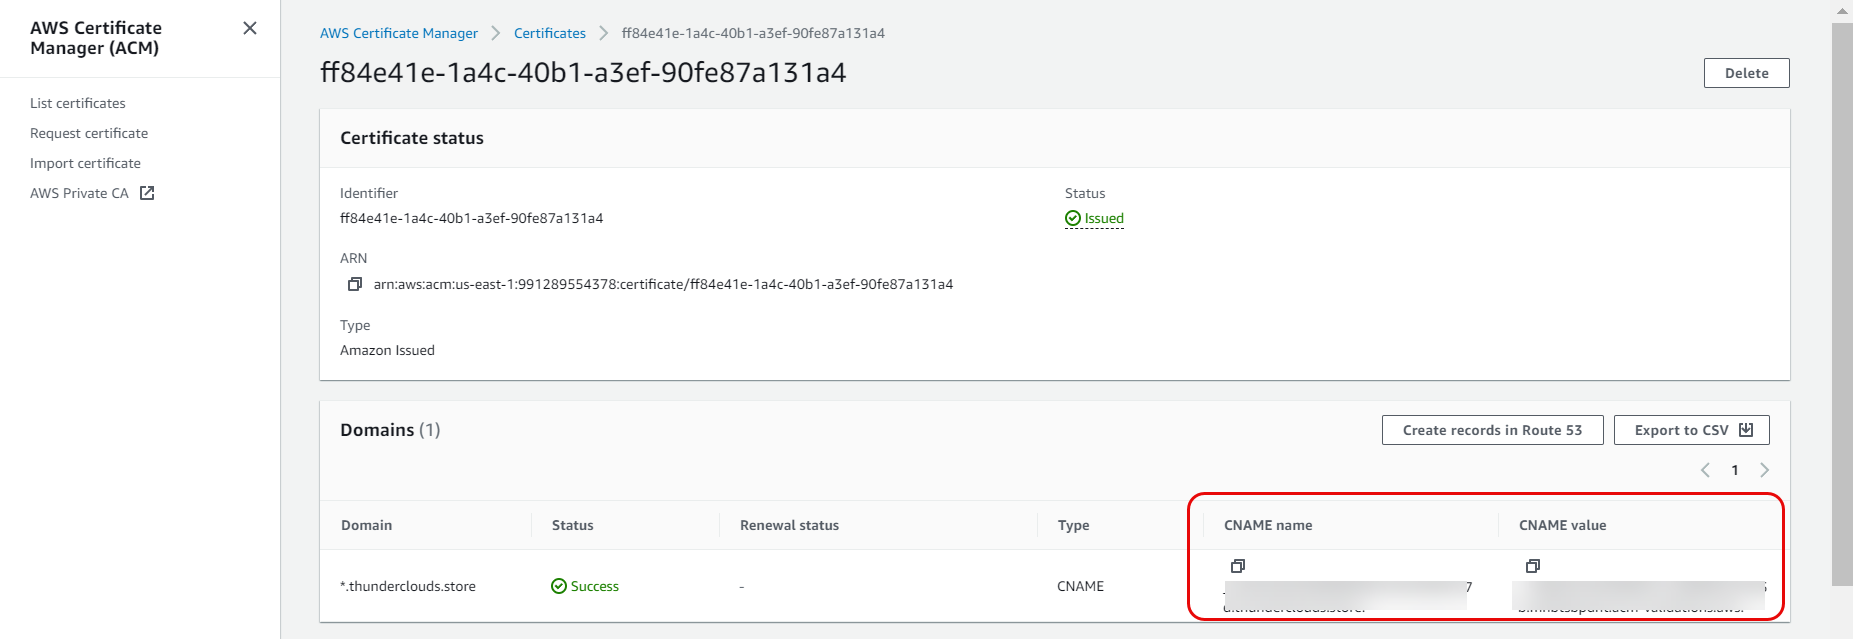 AWS Certificate
Manager (ACM)
List certificates
Request certificate
Import certificate
AWS Private CA
AWS Certificate Manager > Certificates > ff84e41e-1a4c-40b1-a3ef-90fe87a131a4
ff84e41e-1a4c-40b1-a3ef-90fe87a131a4
Delete
Certificate status
Identifier
ff84e41e-1a4c-40b1-a3ef-90fe87a131a4
Status
Issued
ARN
arn:aws:acm:us-east-1:991289554378:certificate/ff84e41e-1a4c-40b1-a3ef-90fe87a131a4
Type
Amazon Issued
Domains (1)
Create records in Route 53
Export to CSV
1
Domain Status Renewal status Type CNAME name CNAME value
*.thunderclouds.store Success - CNAME